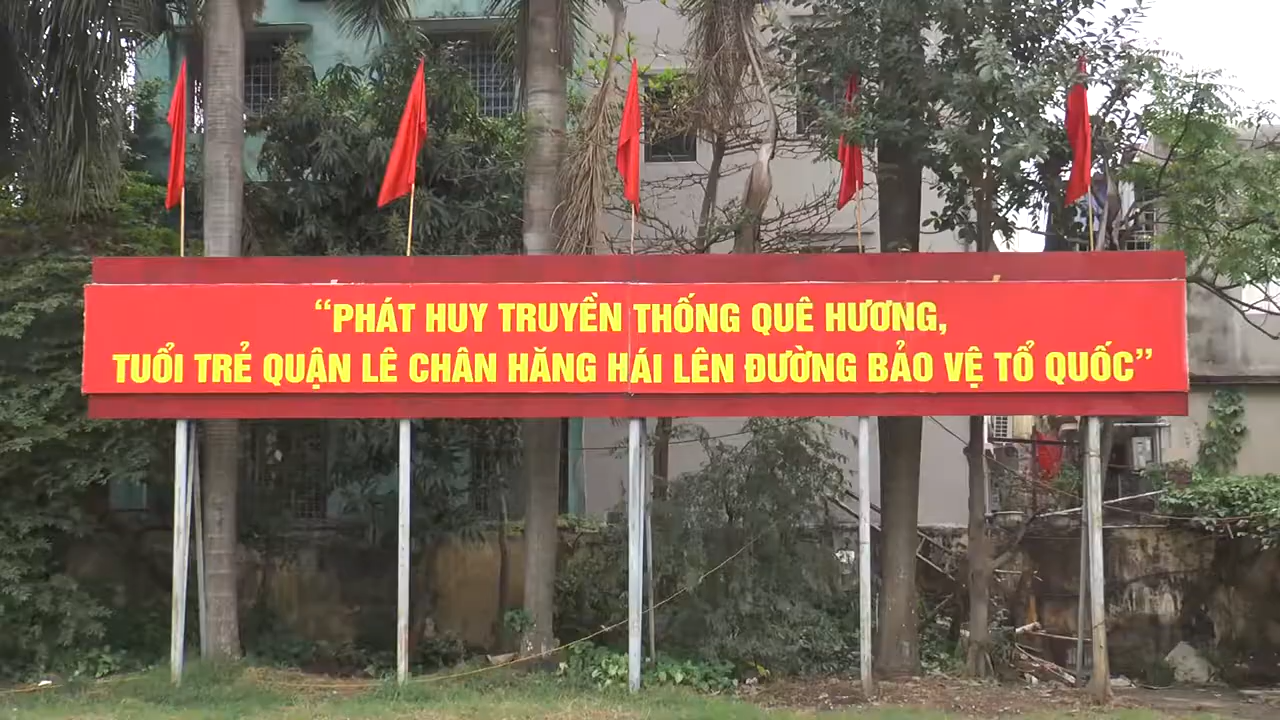 “PHÁT HUY TRUYỀN THỐNG QUÊ HƯƠNG,
TUỔI TRẺ QUẬN LÊ CHÂN HĂNG HÁI LÊN ĐƯỜNG BẢO VỆ TỔ QUỐC”